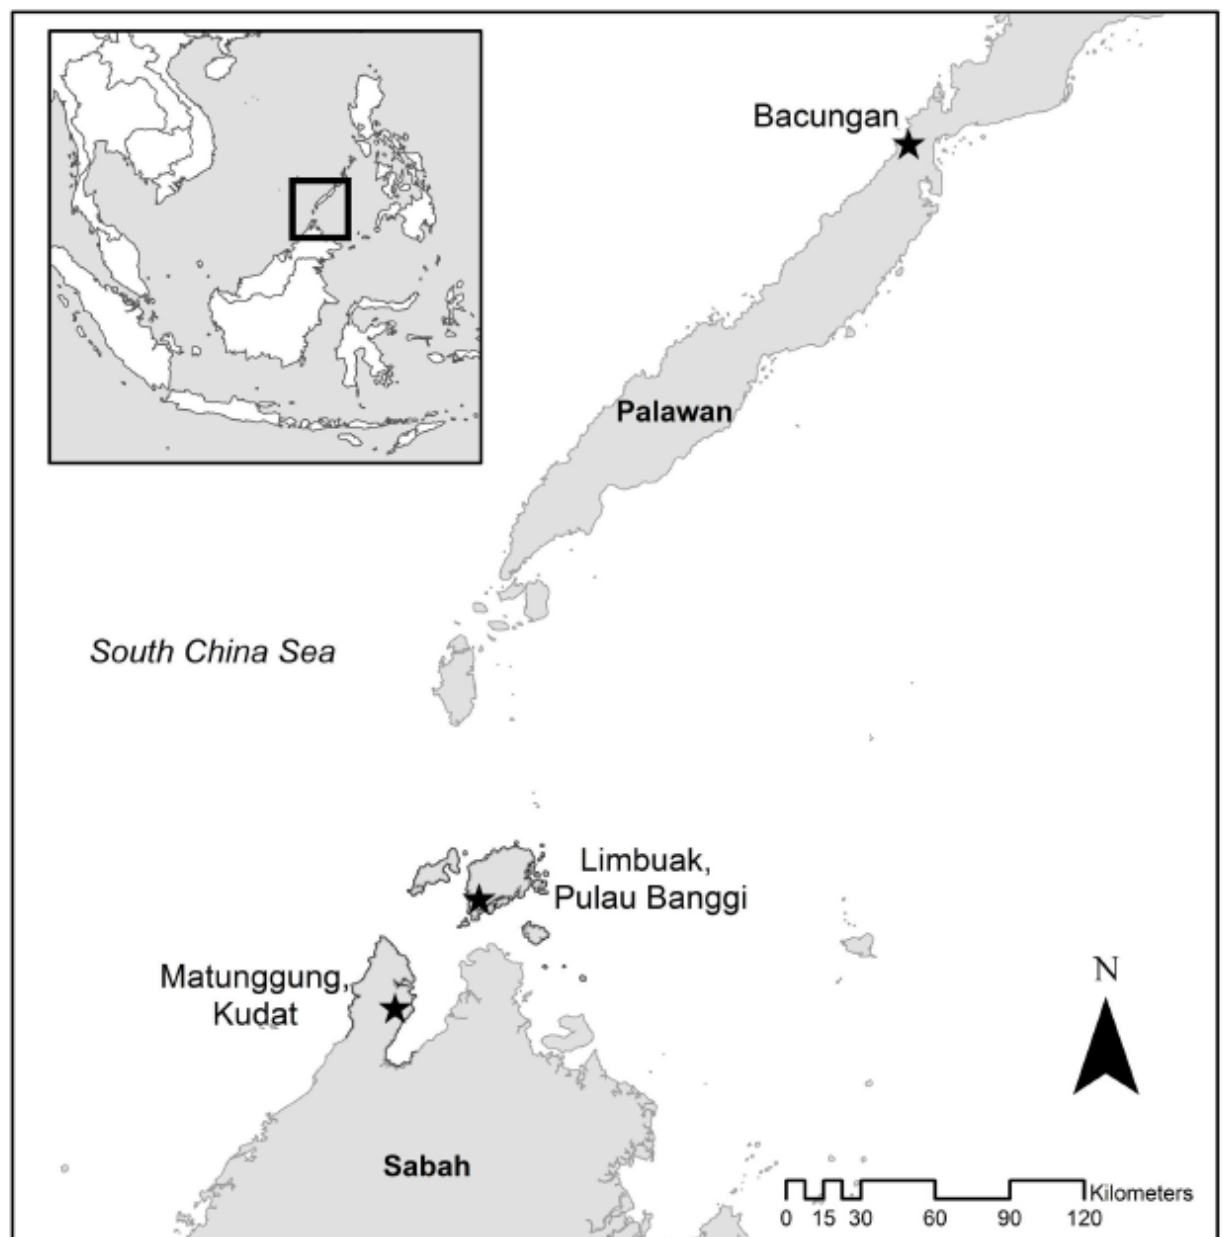 Bacungan
Palawan
South China Sea
Limbuak,
Pulau Banggi
Matunggung,
Kudat
N
Sabah
Kilometers
0 15 30 60 90 120